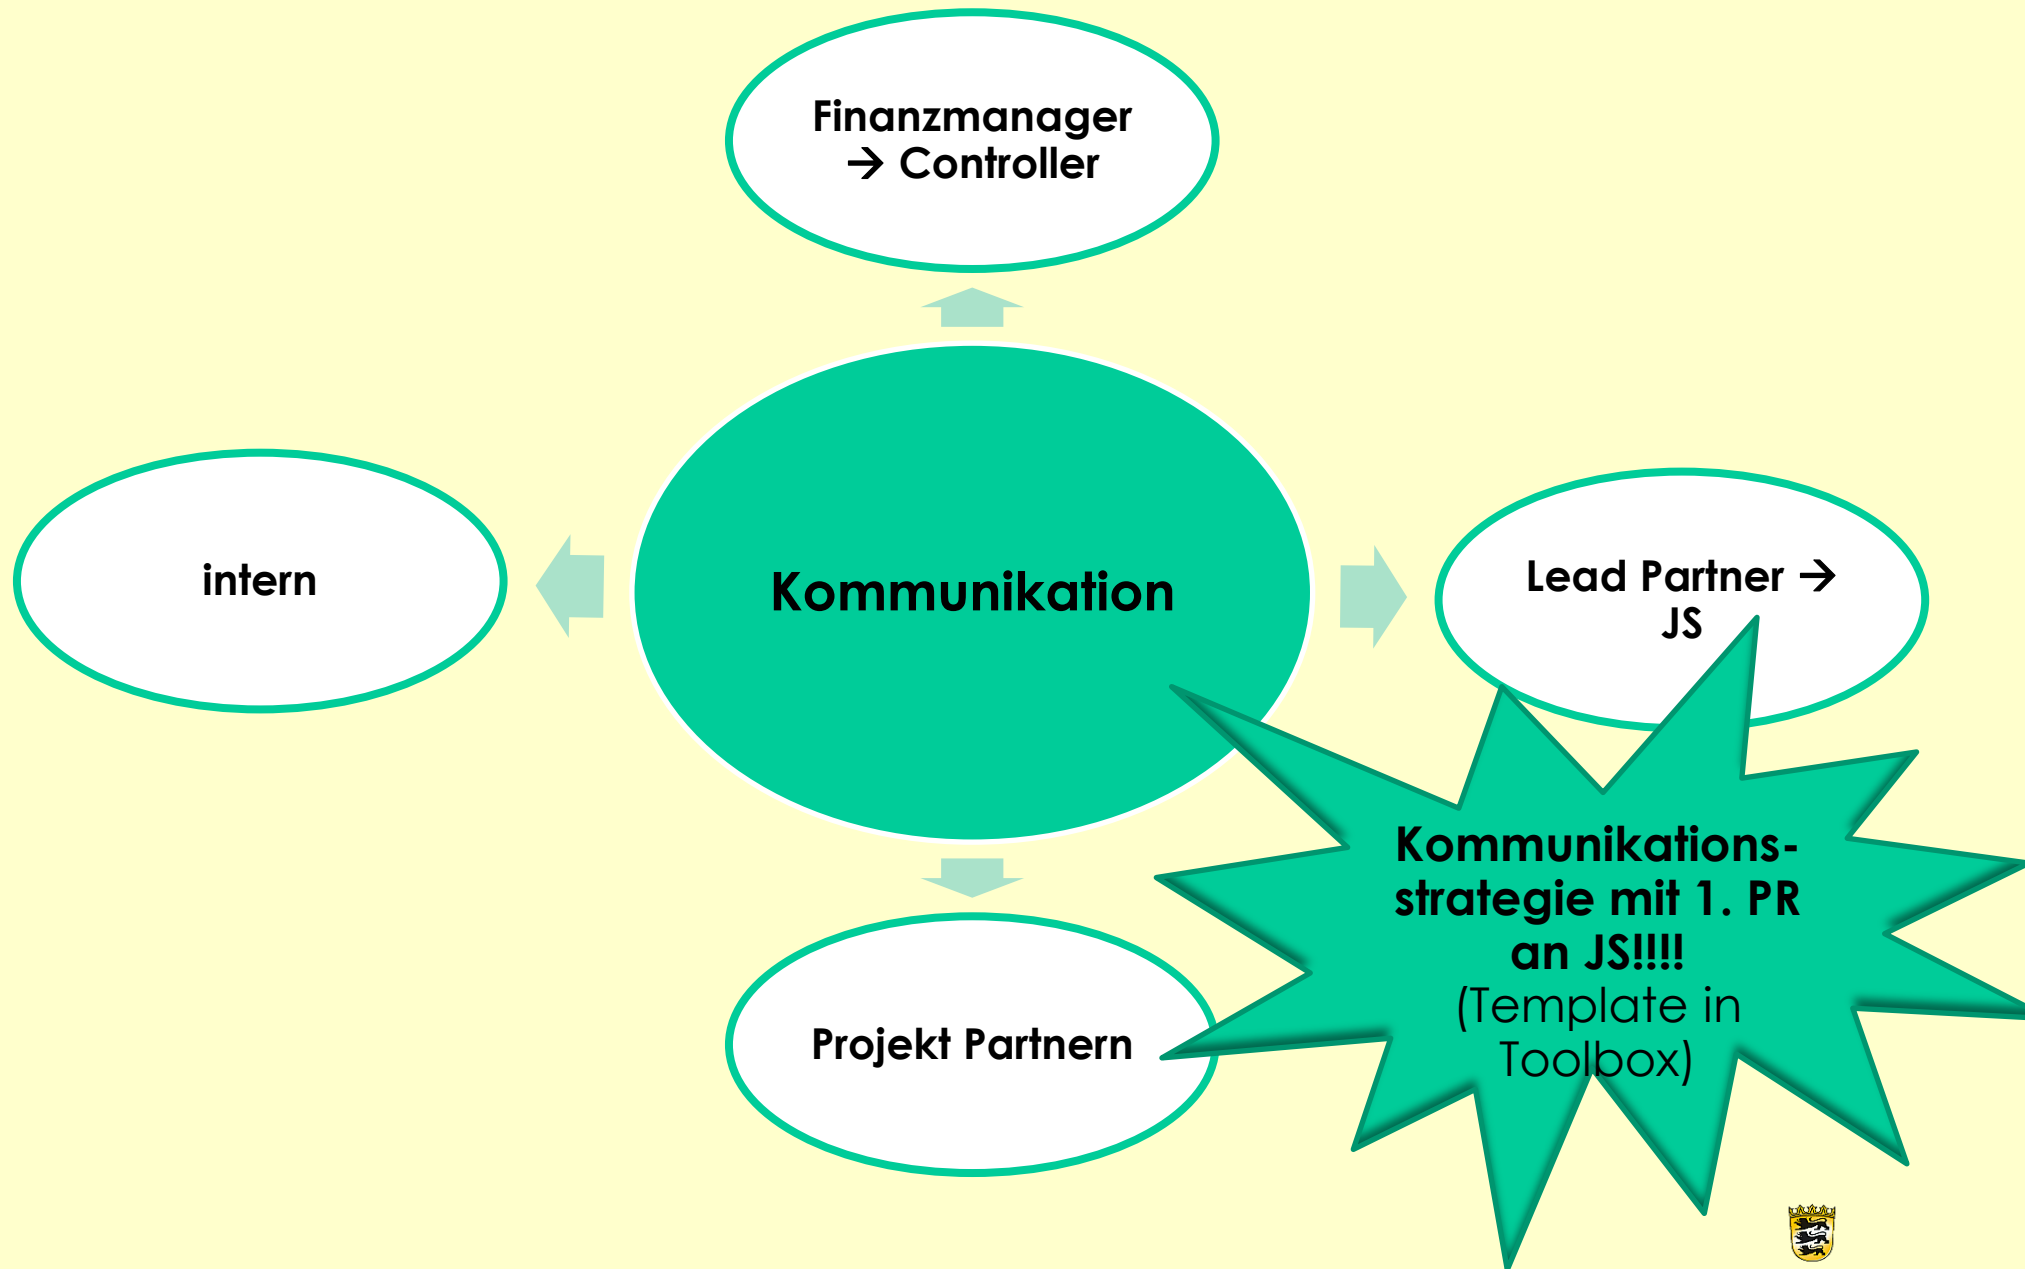 Finanzmanager
→ Controller
intern
Kommunikation
Lead Partner →
JS
Kommunikations-
strategie mit 1. PR
an JS!!!!
(Template in
Toolbox)
Projekt Partnern